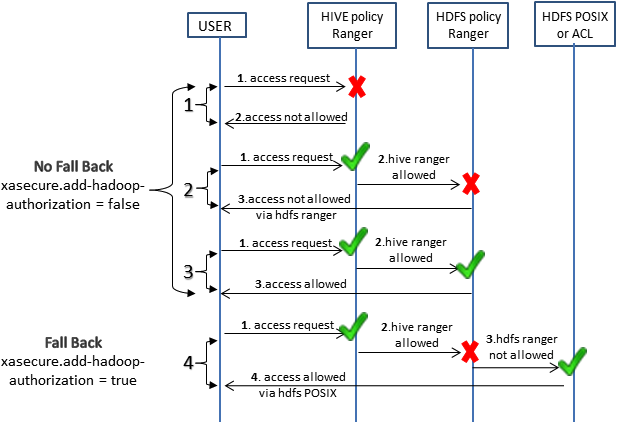 USER
HIVE policy
Ranger
HDFS policy
Ranger
HDFS POSIX
or ACL
No Fall Back
xasecure.add-hadoop-
authorization = false
1
1. access request
2.access not allowed
2
1. access request
2.hive ranger
allowed
3.access not allowed
via hdfs ranger
3
1. access request
2.hive ranger
allowed
3.access allowed
Fall Back
xasecure.add-hadoop-
authorization = true
4
1. access request
2.hive ranger
allowed
3.hdfs ranger
not allowed
4. access allowed
via hdfs POSIX